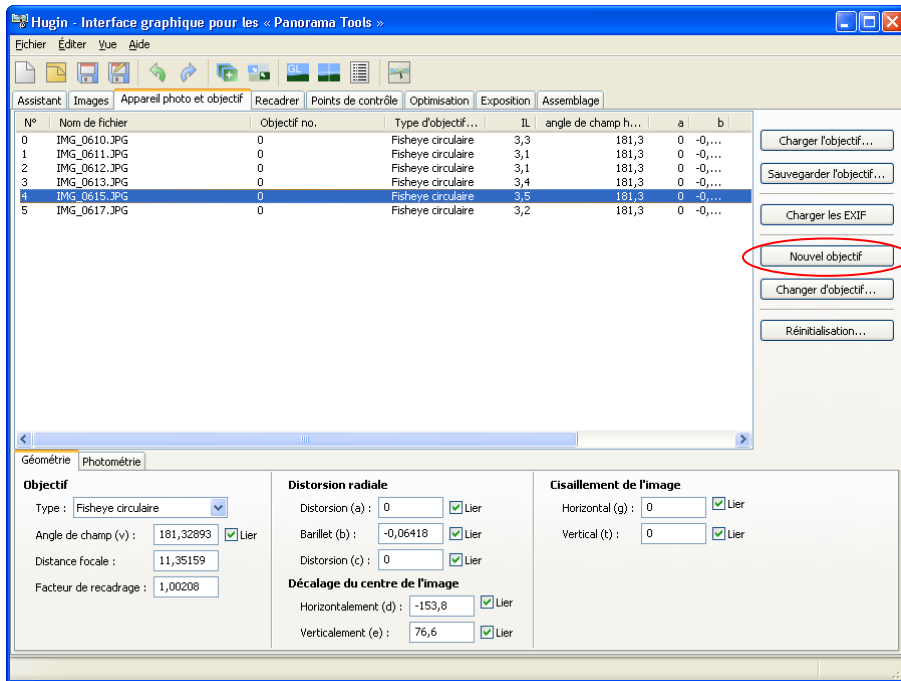 Hugin - Interface graphique pour les « Panorama Tools »
Fichier Éditer Vue Aide
GL
Assistant Images Appareil photo et objectif Recadrer Points de contrôle Optimisation Exposition Assemblage
N° Nom de fichier Objectif no. Type d'objectif... IL angle de champ h... a b
0 IMG_0610.JPG 0 Fisheye circulaire 3,3 181,3 0 -0,...
1 IMG_0611.JPG 0 Fisheye circulaire 3,1 181,3 0 -0,...
2 IMG_0612.JPG 0 Fisheye circulaire 3,1 181,3 0 -0,...
3 IMG_0613.JPG 0 Fisheye circulaire 3,4 181,3 0 -0,...
4 IMG_0615.JPG 0 Fisheye circulaire 3,5 181,3 0 -0,...
5 IMG_0617.JPG 0 Fisheye circulaire 3,2 181,3 0 -0,...
Charger l'objectif...
Sauvegarder l'objectif...
Charger les EXIF
Nouvel objectif
Changer d'objectif...
Réinitialisation...
Géométrie Photométrie
Objectif
Type : Fisheye circulaire
Angle de champ (v) : 181,32893 Lier
Distance focale : 11,35159
Facteur de recadrage : 1,00208
Distorsion radiale
Distorsion (a) : 0 Lier
Barillet (b) : -0,06418 Lier
Distorsion (c) : 0 Lier
Décalage du centre de l'image
Horizontalement (d) : -153,8 Lier
Verticalement (e) : 76,6 Lier
Cisaillement de l'image
Horizontal (g) : 0 Lier
Vertical (t) : 0 Lier